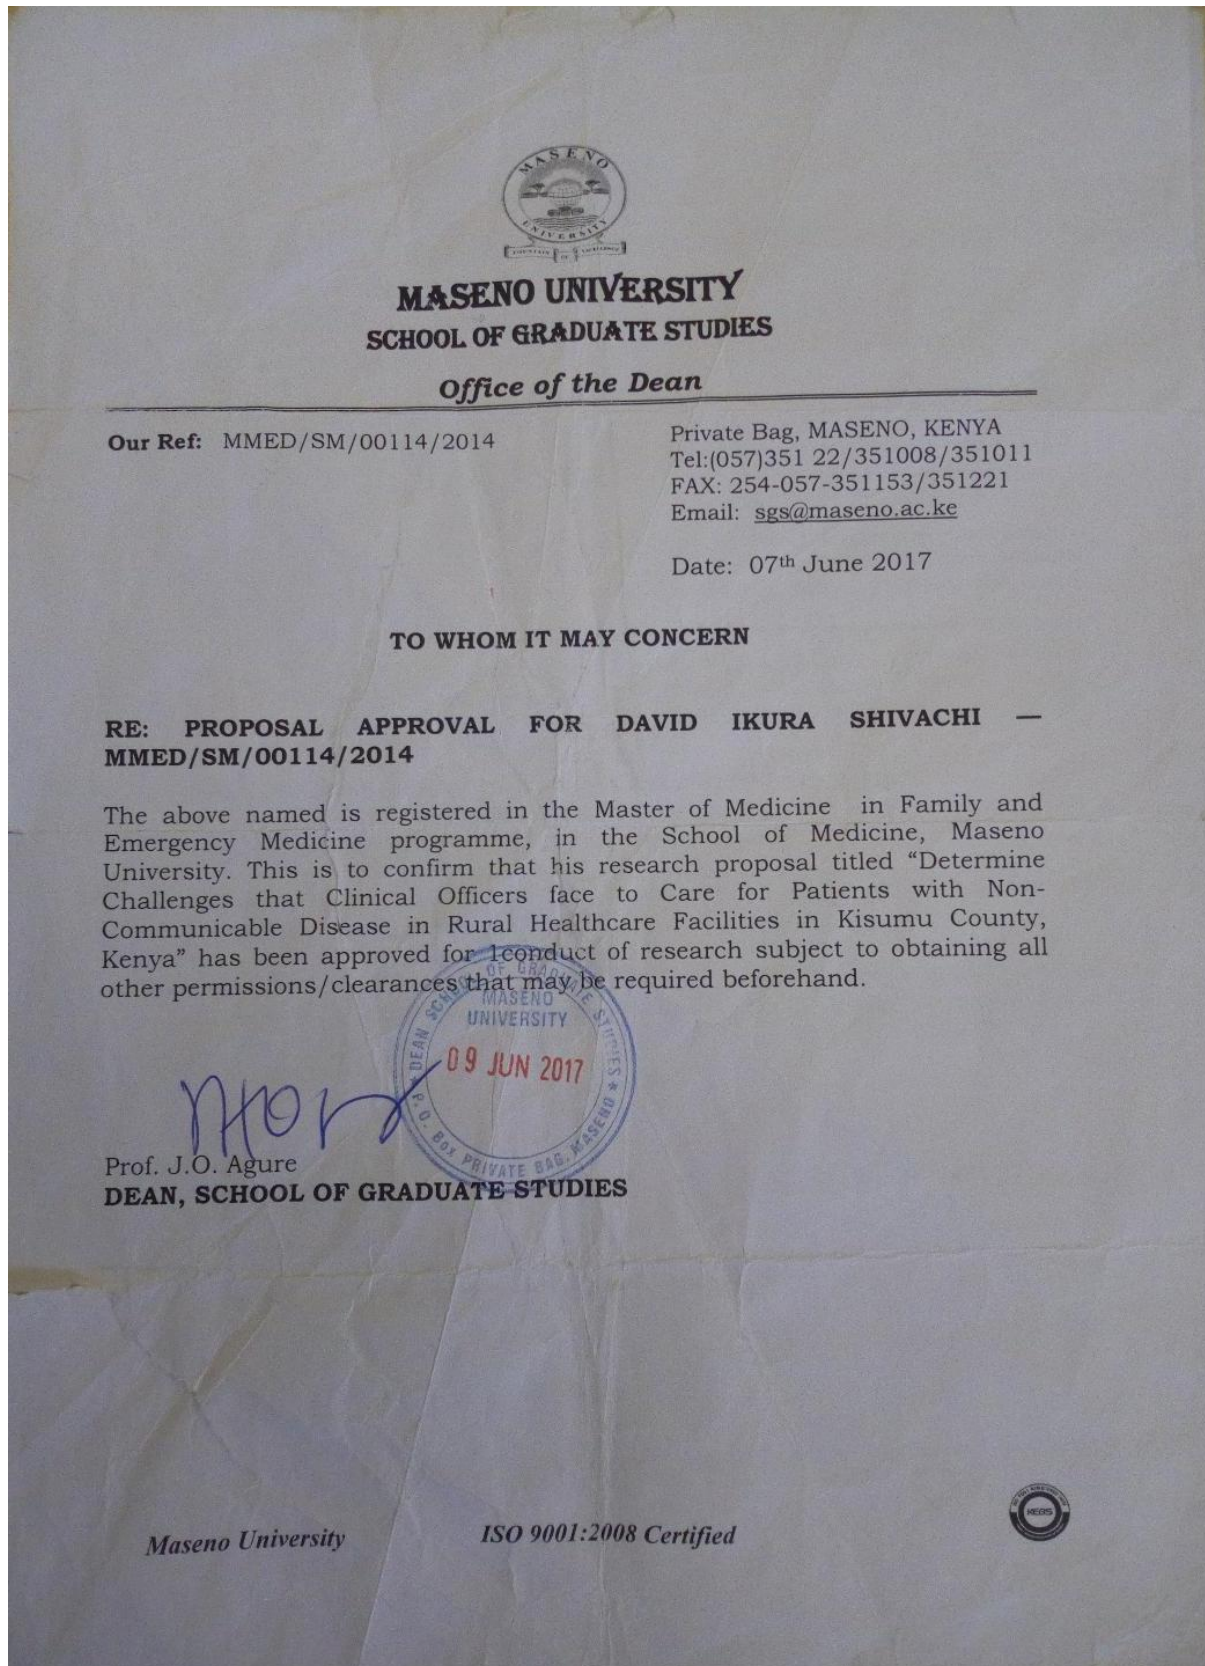 MASENO
UNIVERSITY
FOUNTAIN OF EXCELLENCE
MASENO UNIVERSITY
SCHOOL OF GRADUATE STUDIES
Office of the Dean
Our Ref: MMED/SM/00114/2014
Private Bag, MASENO, KENYA
Tel:(057)351 22/351008/351011
FAX: 254-057-351153/351221
Email: sgs@maseno.ac.ke
Date: 07th June 2017
TO WHOM IT MAY CONCERN
RE: PROPOSAL APPROVAL FOR DAVID IKURA SHIVACHI —
MMED/SM/00114/2014
The above named is registered in the Master of Medicine in Family and
Emergency Medicine programme, in the School of Medicine, Maseno
University. This is to confirm that his research proposal titled “Determine
Challenges that Clinical Officers face to Care for Patients with Non-
Communicable Disease in Rural Healthcare Facilities in Kisumu County,
Kenya” has been approved for 1conduct of research subject to obtaining all
other permissions/clearances that may be required beforehand.
DEAN SCHOOL OF GRADUATE STUDIES
MASENO
UNIVERSITY
09 JUN 2017
* P.O. Box PRIVATE BAG, MASENO *
Prof. J.O. Agure
DEAN, SCHOOL OF GRADUATE STUDIES
Maseno University
ISO 9001:2008 Certified